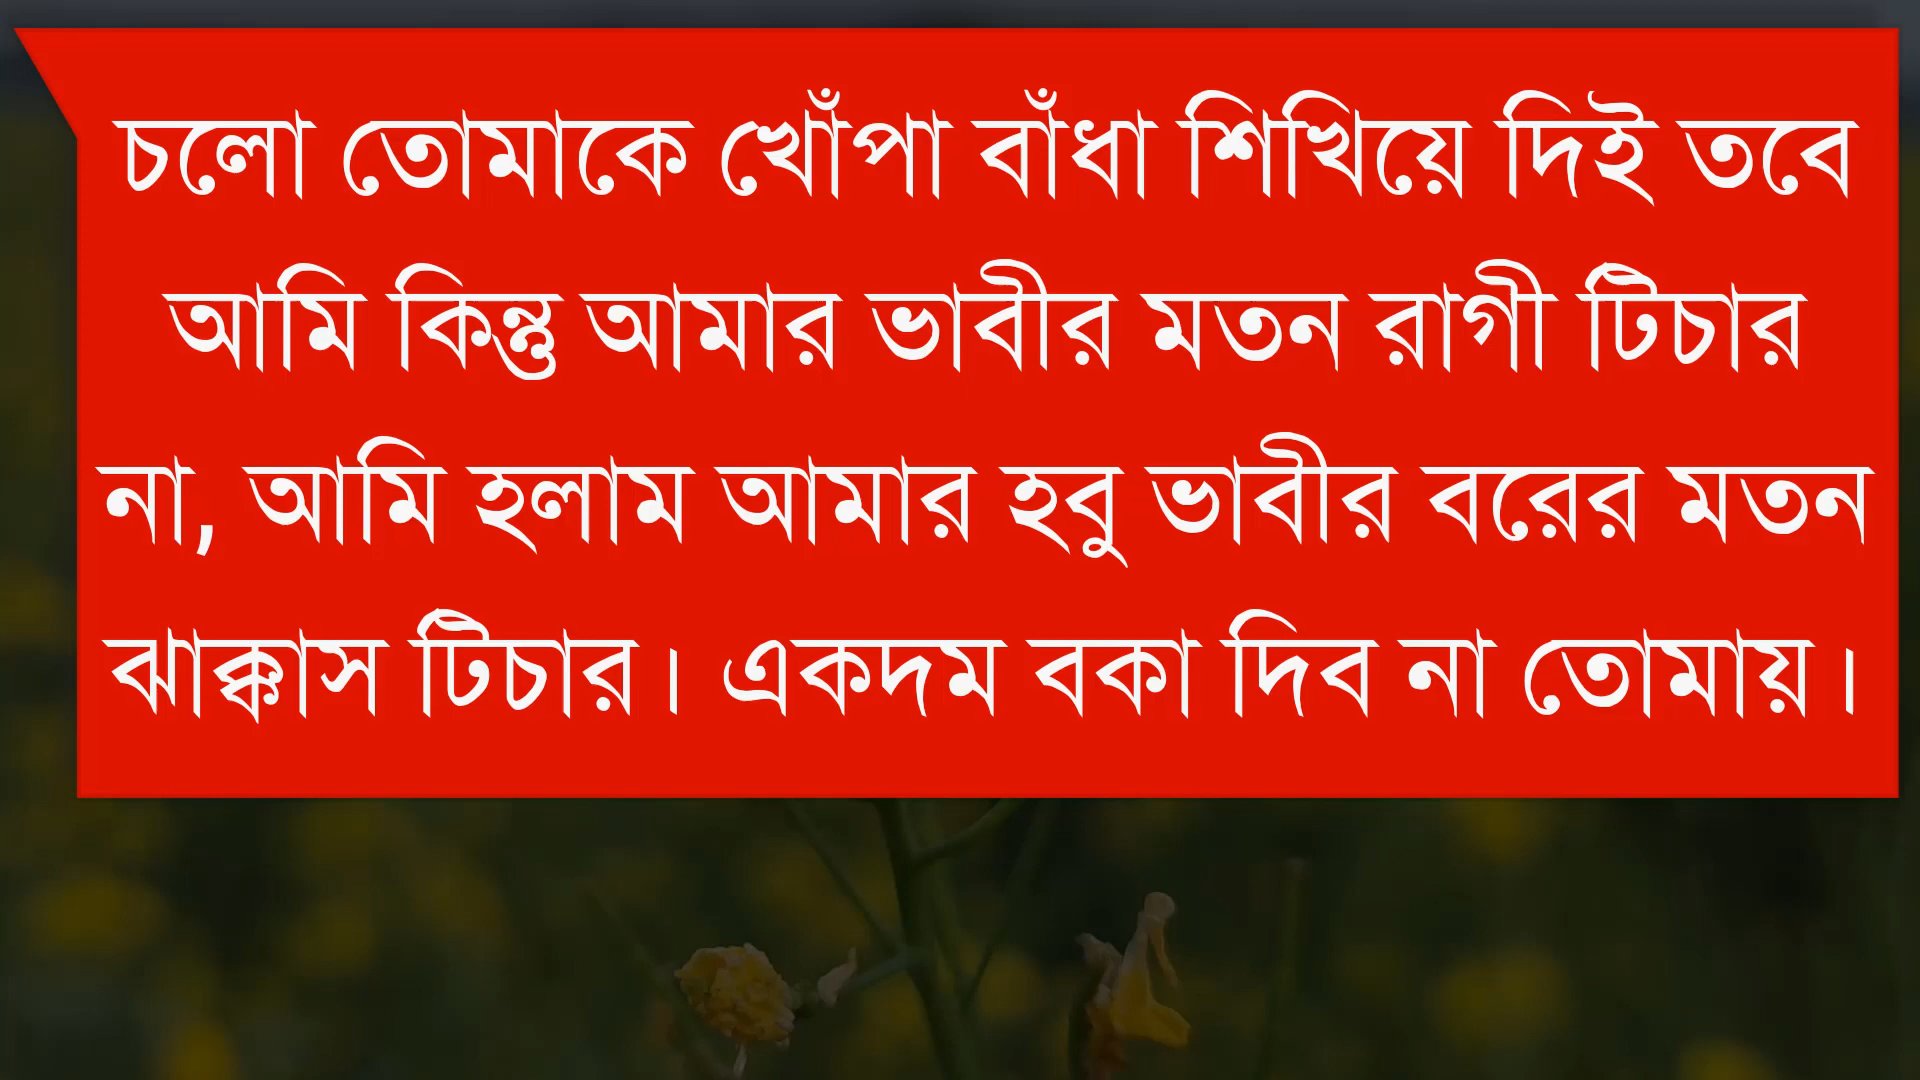 চলো তোমাকে খোঁপা বাঁধা শিখিয়ে দিই তবে
আমি কিন্তু আমার ভাবীর মতন রাগী টিচার
না, আমি হলাম আমার হবু ভাবীর বরের মতন
ঝাক্কাস টিচার। একদম বকা দিব না তোমায়।